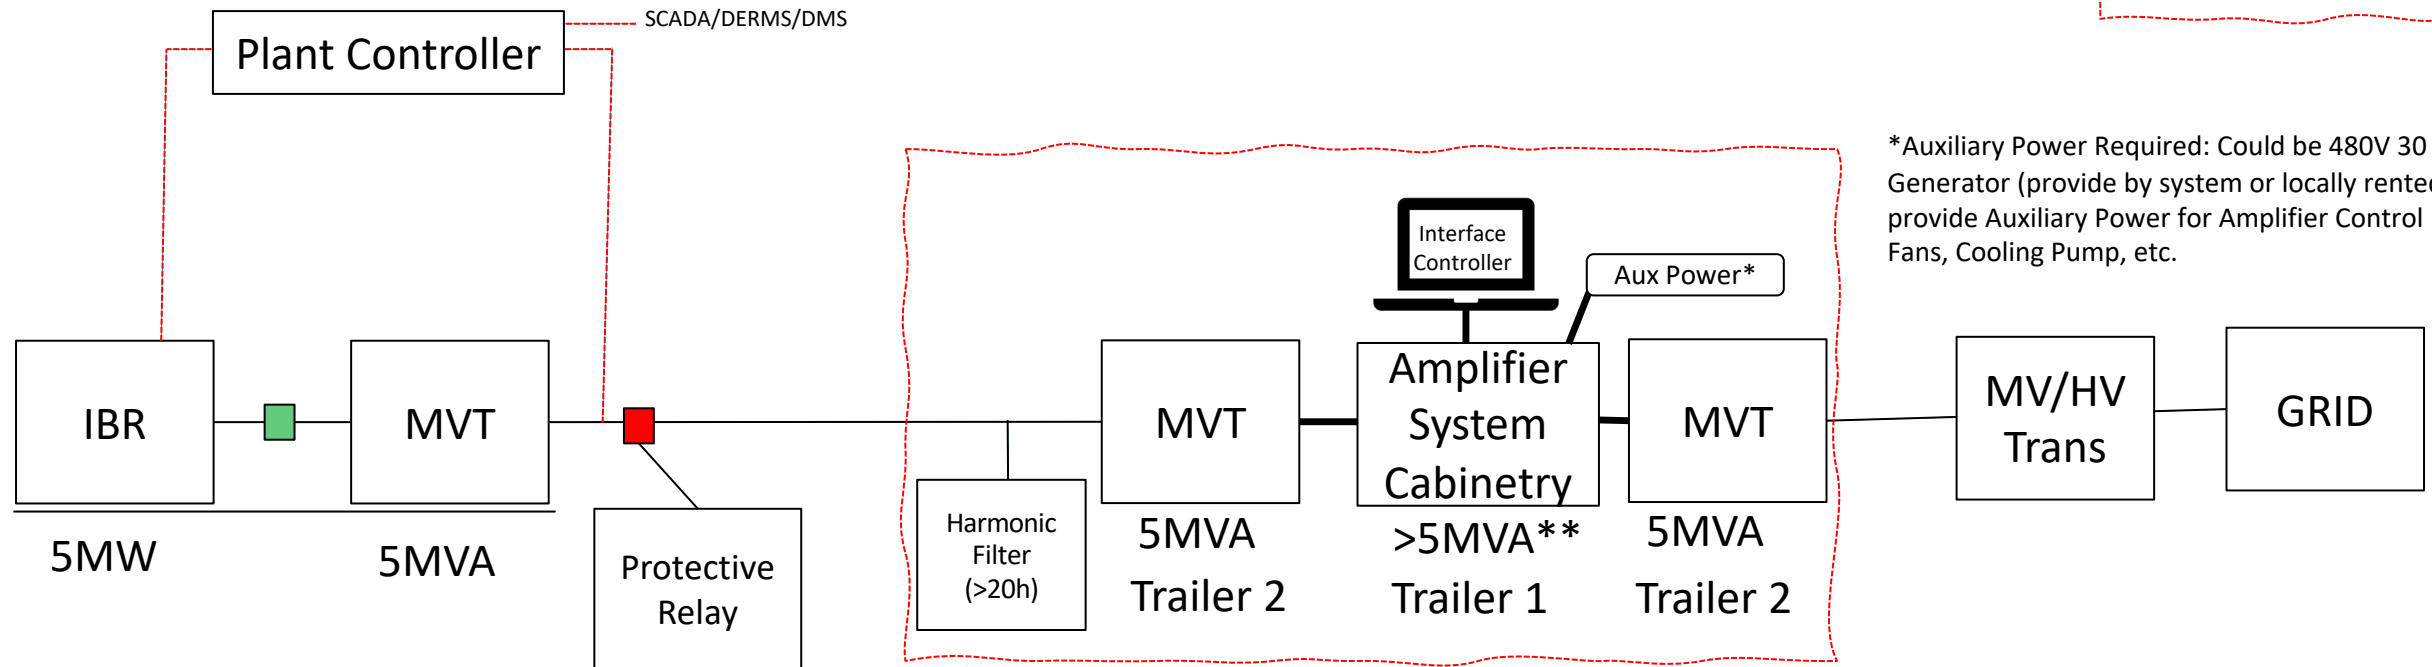 SCADA/DERMS/DMS
Plant Controller
*Auxiliary Power Required: Could be 480V 30
Generator (provide by system or locally rented
provide Auxiliary Power for Amplifier Control
Fans, Cooling Pump, etc.
Interface
Controller
Aux Power*
IBR
MVT
MVT
Amplifier
System
Cabinetry
MVT
MV/HV
Trans
GRID
5MW
5MVA
Protective
Relay
Harmonic
Filter
(>20h)
5MVA
Trailer 2
>5MVA**
Trailer 1
5MVA
Trailer 2